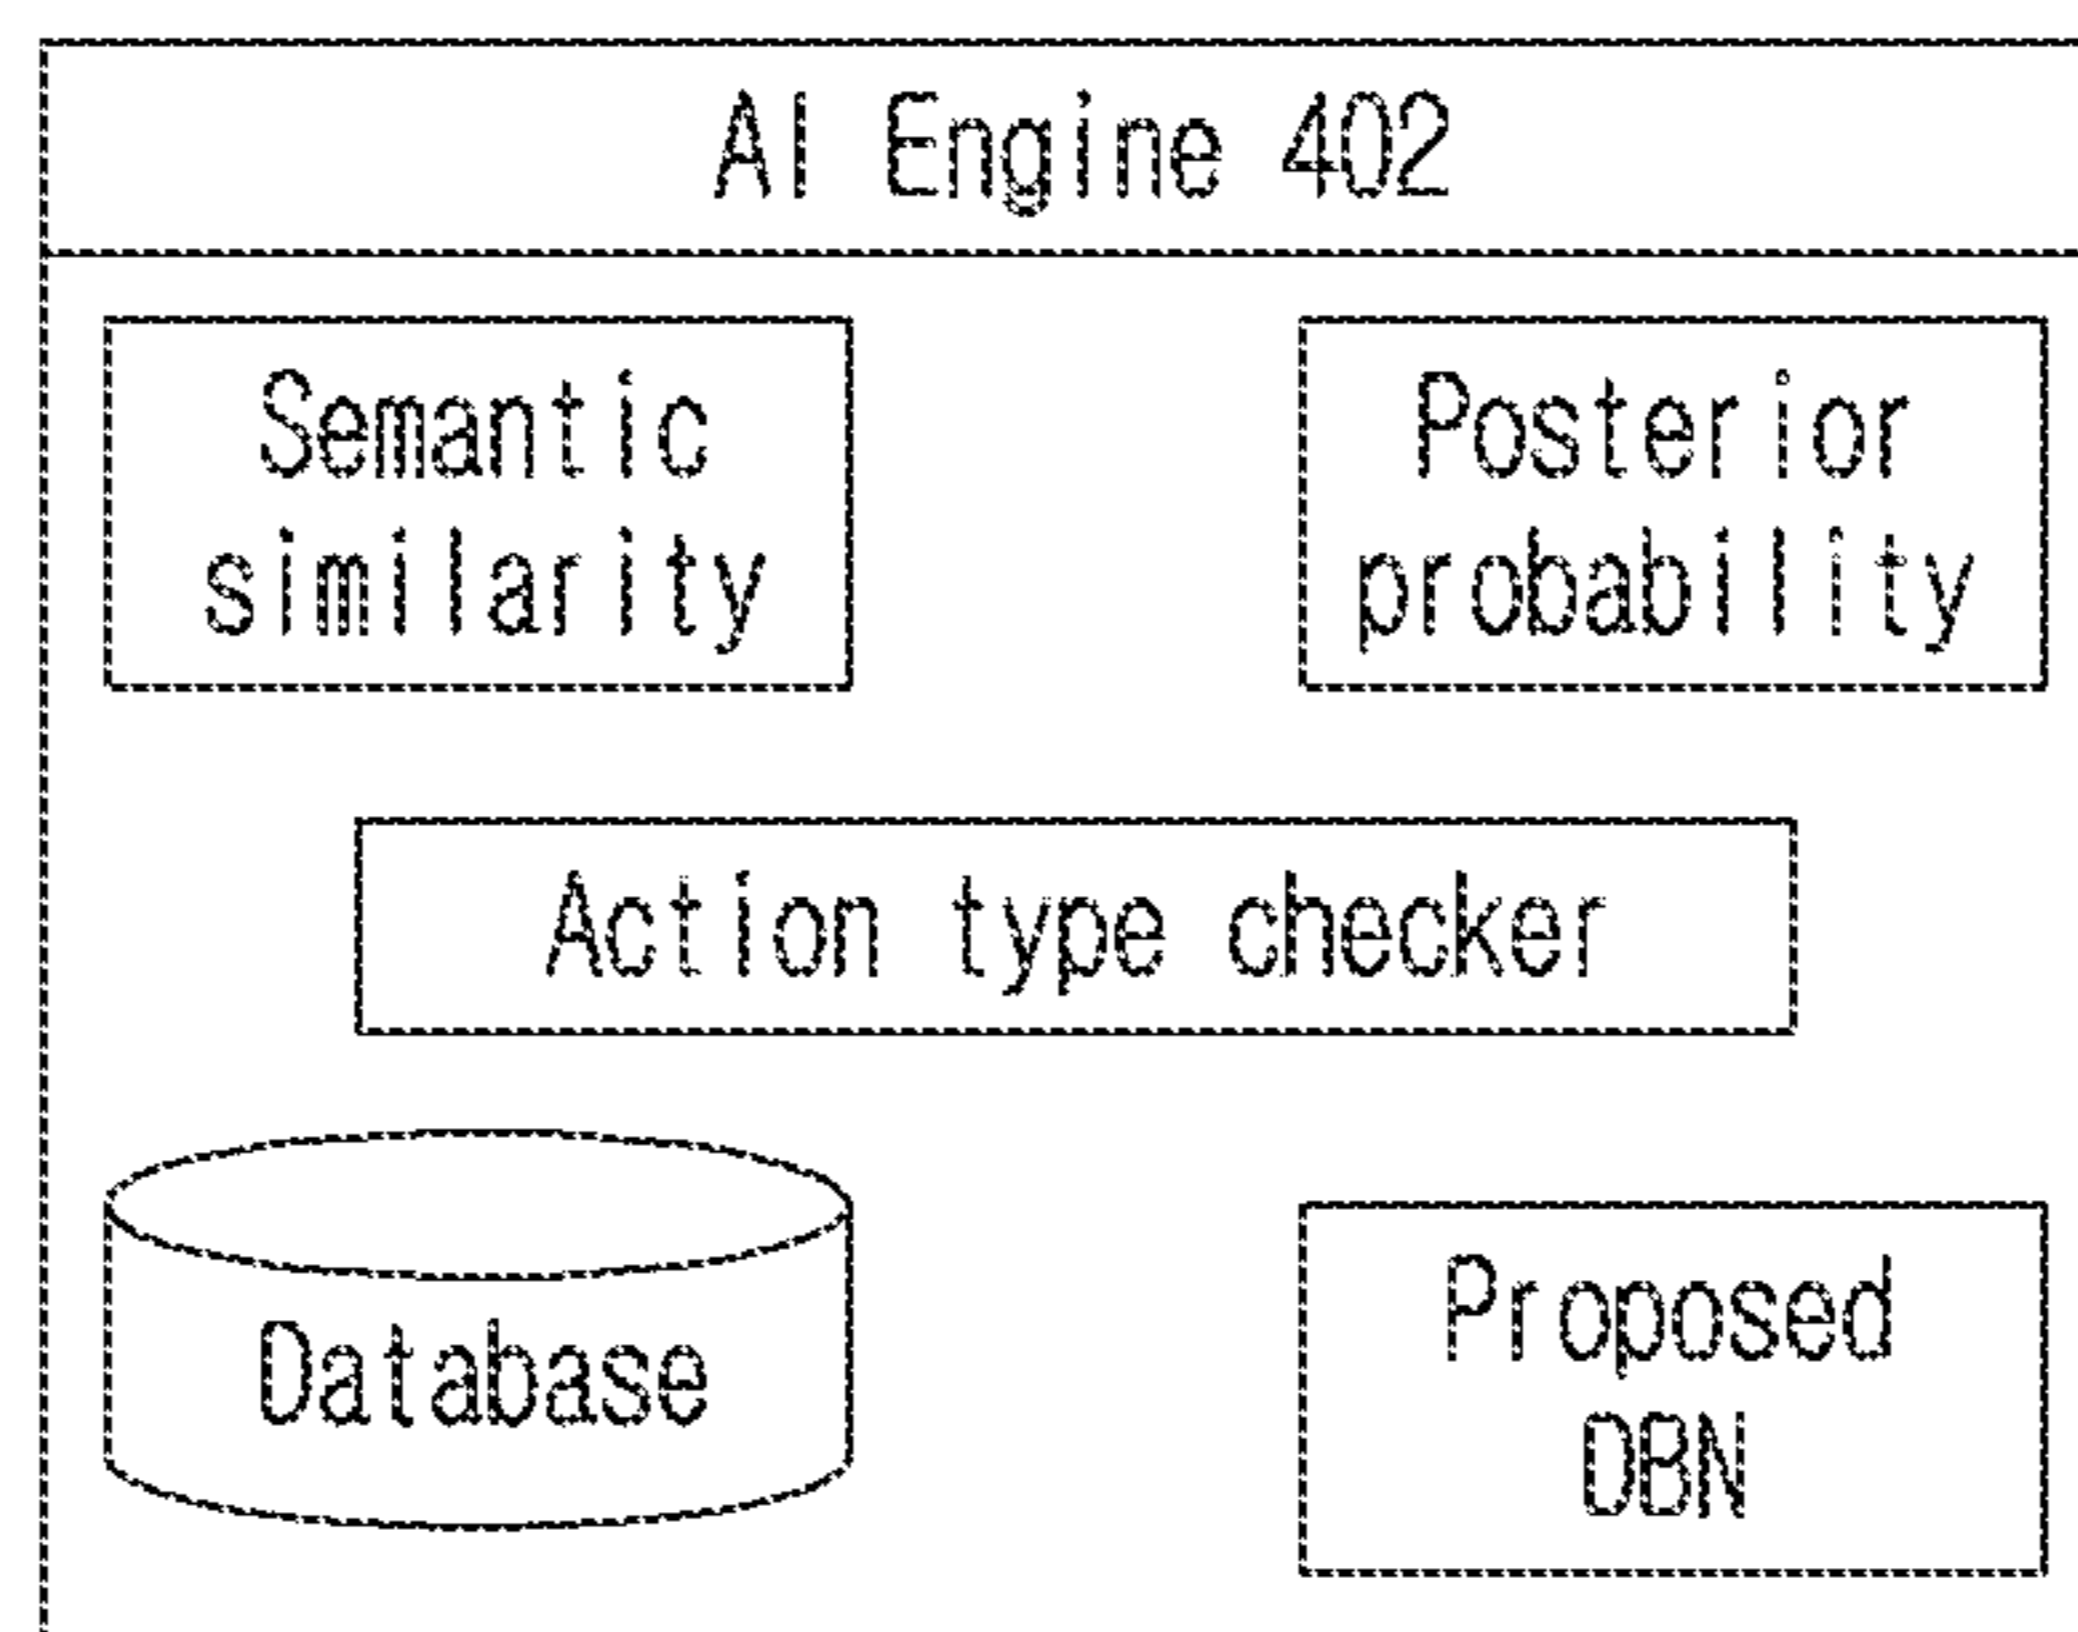 AI Engine 402
Semantic
similarity
Posterior
probability
Action type checker
Database
Proposed
DBN